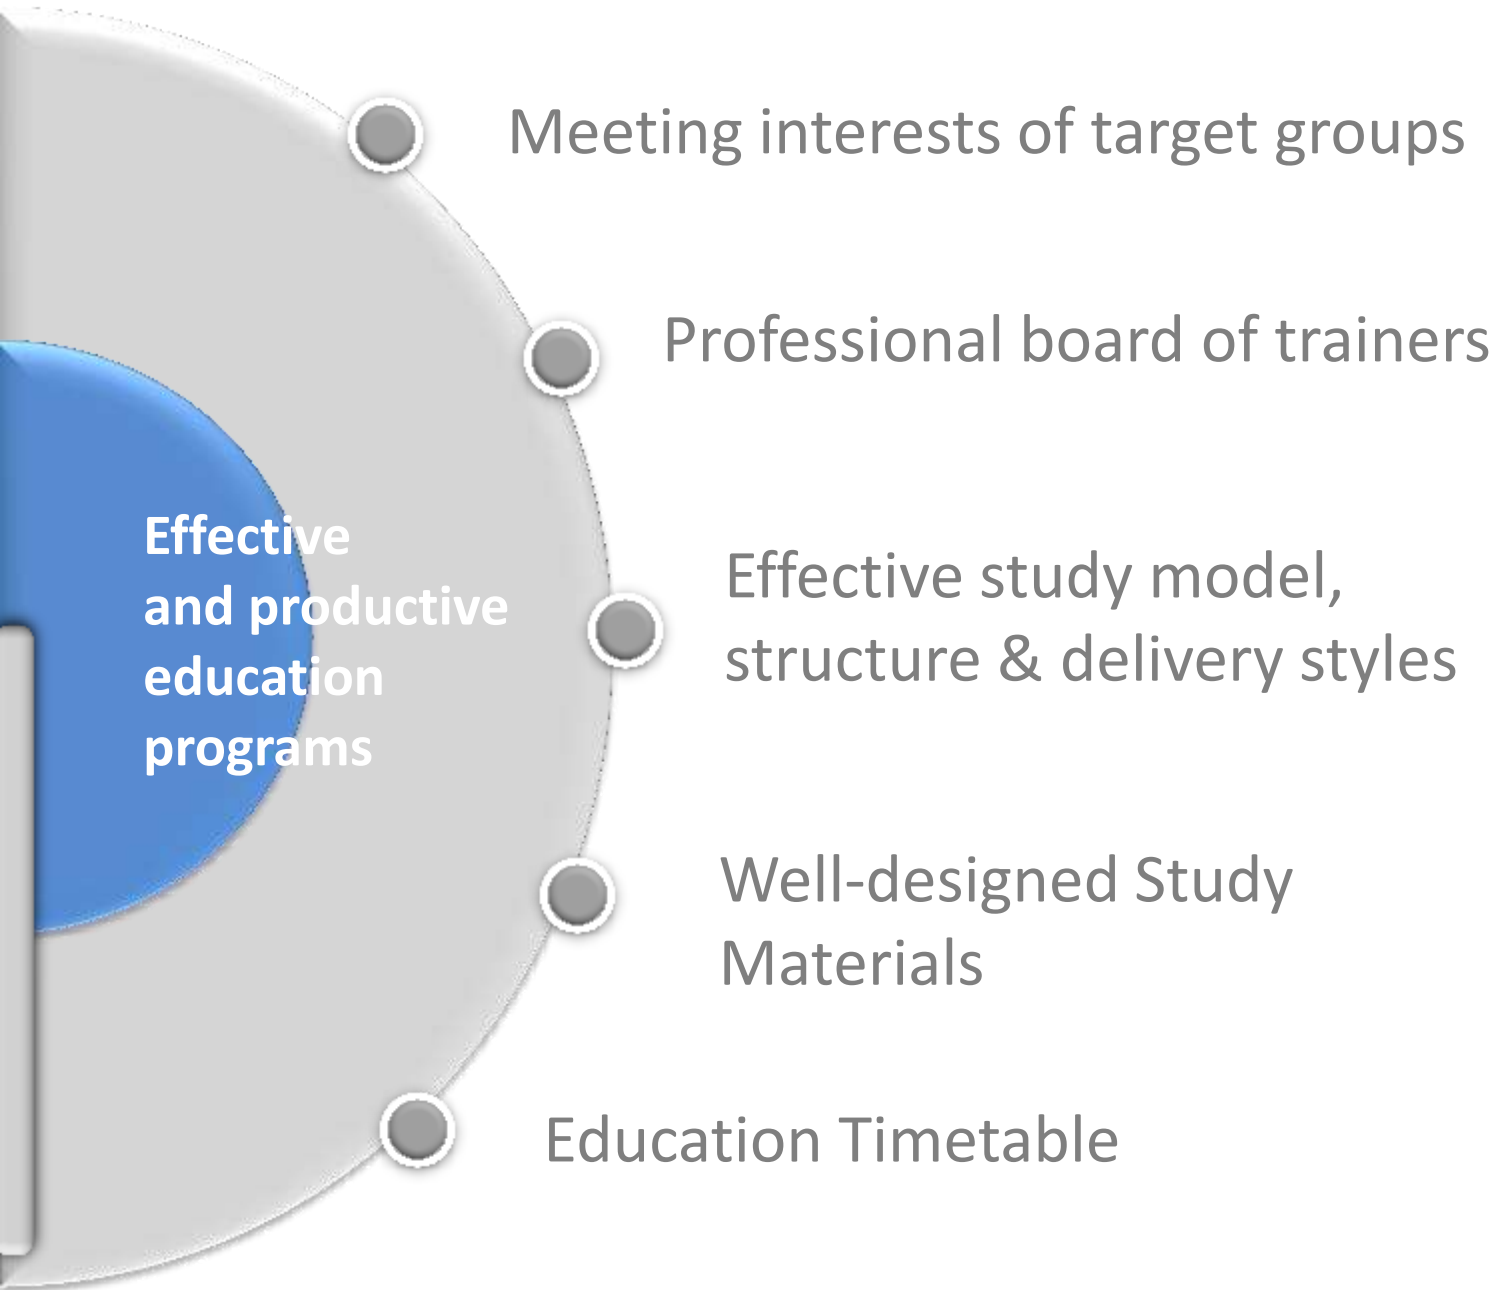 Meeting interests of target groups
Professional board of trainers
Effective
and productive
education
programs
Effective study model,
structure & delivery styles
Well-designed Study
Materials
Education Timetable